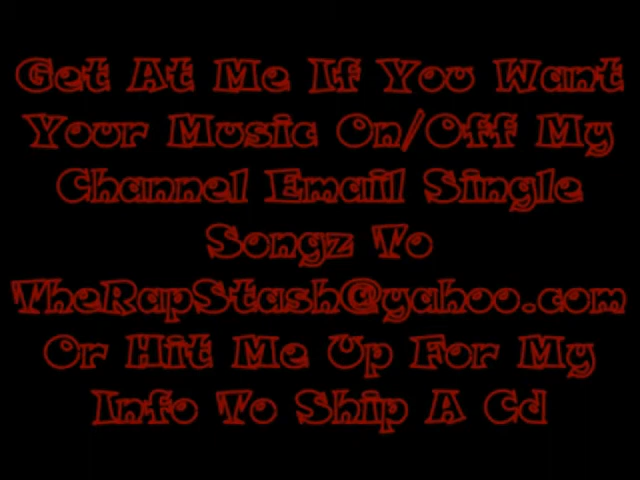 Get At Me If You Want
Your Music On/Off My
Channel Email Single
Songz To
TheRapStash@yahoo.com
Or Hit Me Up For My
Info To Ship A Cd